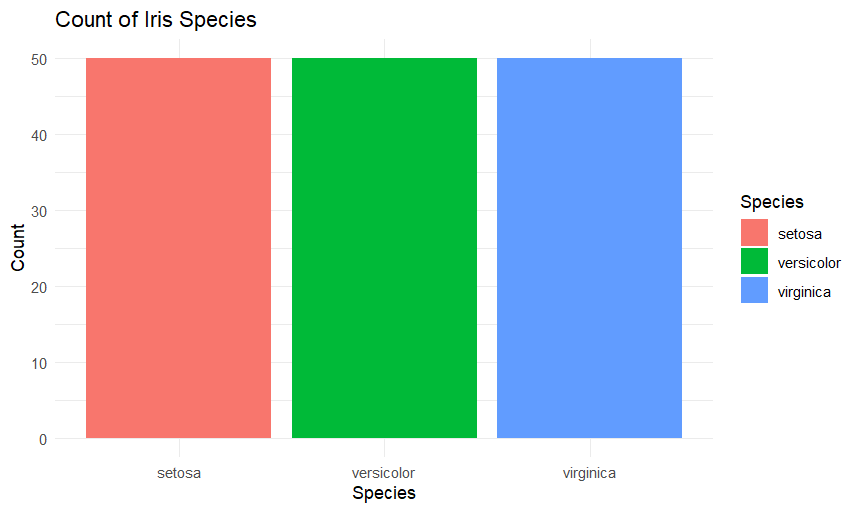 Count of Iris Species
50
40
30
20
10
0
Count
setosa versicolor virginica
Species
Species
setosa
versicolor
virginica